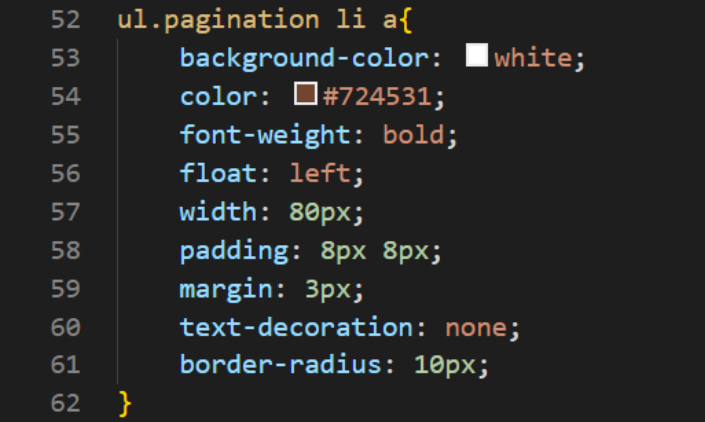 52 ul.pagination li a{
53 background-color: white;
54 color: #724531;
55 font-weight: bold;
56 float: left;
57 width: 80px;
58 padding: 8px 8px;
59 margin: 3px;
60 text-decoration: none;
61 border-radius: 10px;
62 }